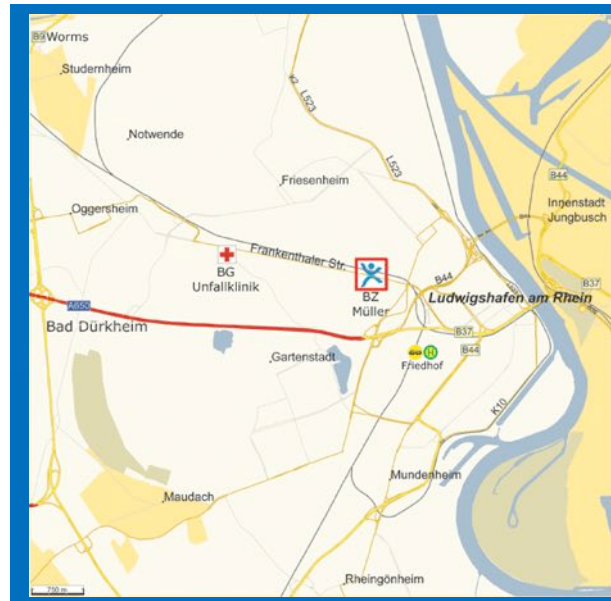 B9
Worms
Studernheim
K2
L523
Notwende
L523
Friesenheim
B44
Innenstadt
Jungbusch
Oggersheim
Frankenthaler Str.
BG
Unfallklinik
BZ
Müller
B44
B37
Ludwigshafen am Rhein
A650
Bad Dürkheim
B37
B44
Gartenstadt
H
Friedhof
K10
Mundenheim
Maudach
Rheingönheim
750 m